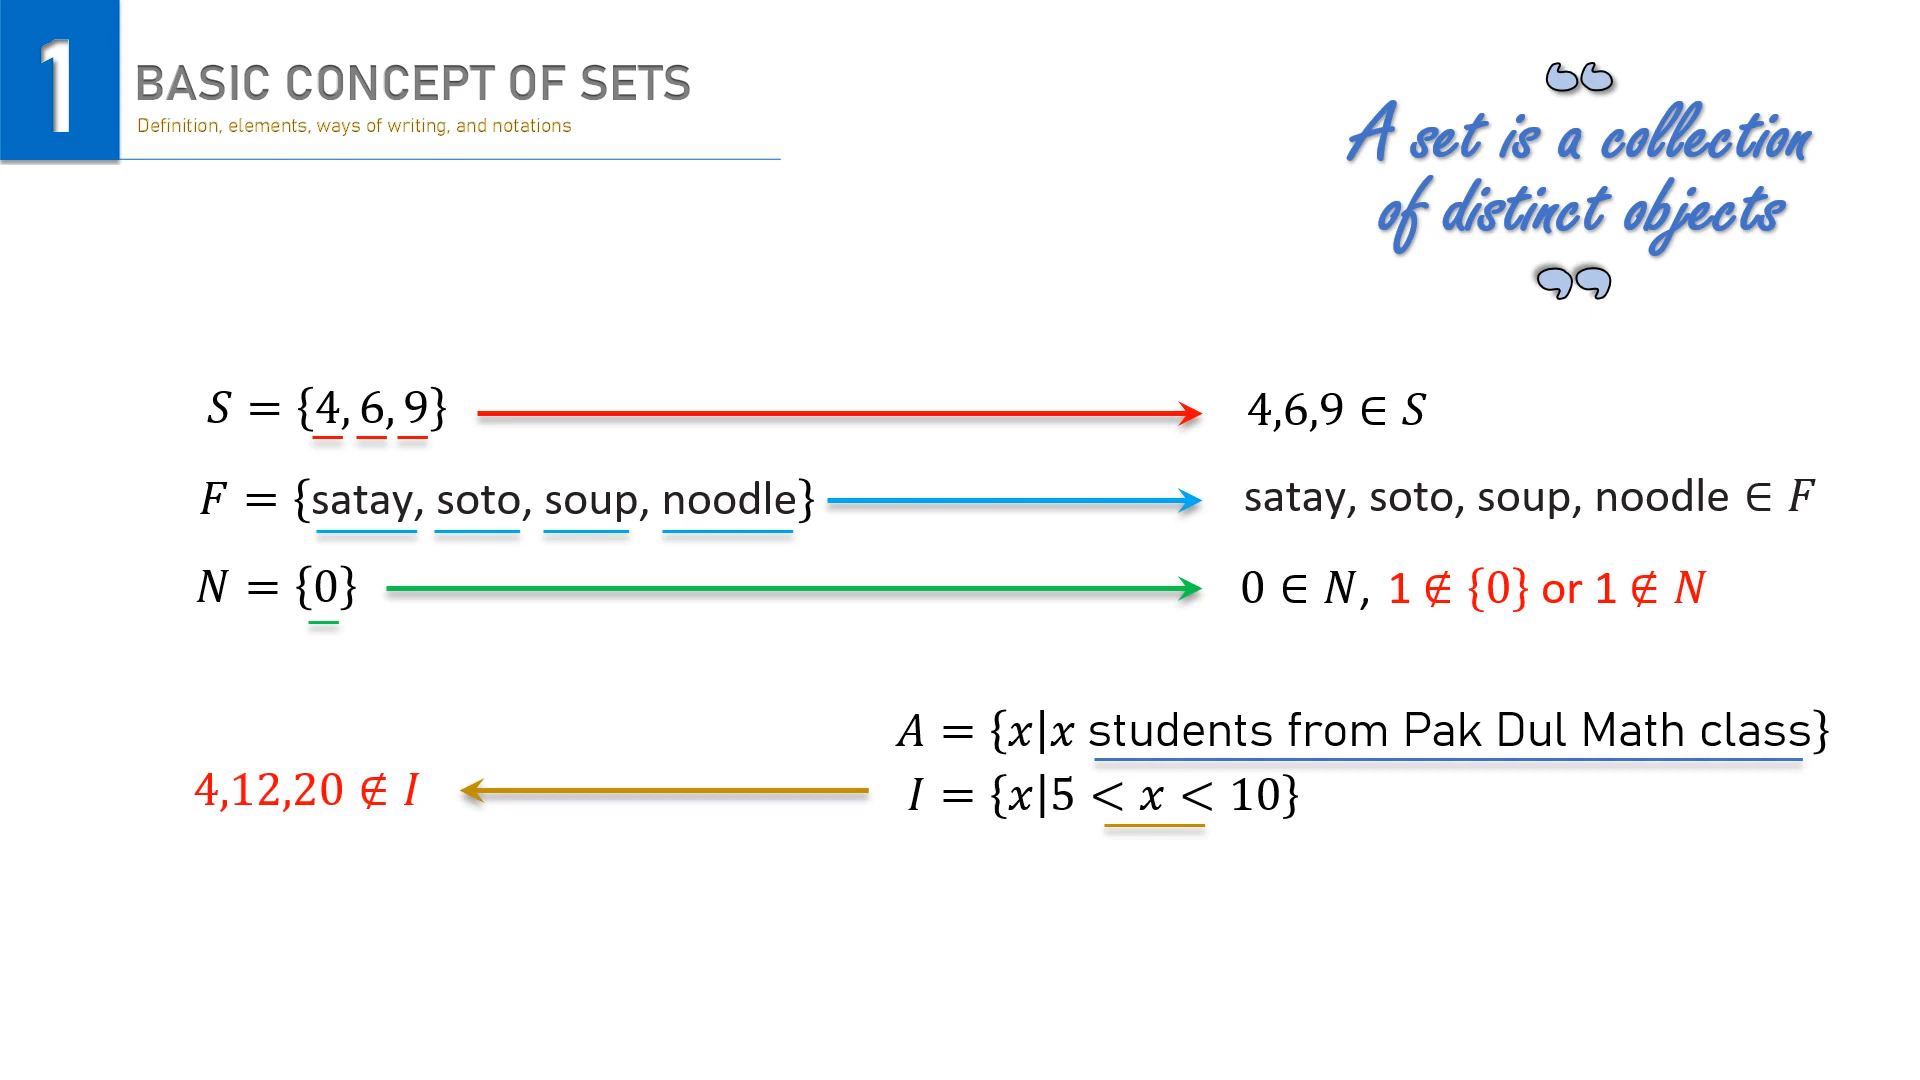 1
BASIC CONCEPT OF SETS
Definition, elements, ways of writing, and notations
“
A set is a collection
of distinct objects
”
S = {4, 6, 9}
4,6,9 ∈ S
F = {satay, soto, soup, noodle}
satay, soto, soup, noodle ∈ F
N = {0}
0 ∈ N, 1 ∉ {0} or 1 ∉ N
A = {x|x students from Pak Dul Math class}
4,12,20 ∉ I
I = {x|5 < x < 10}